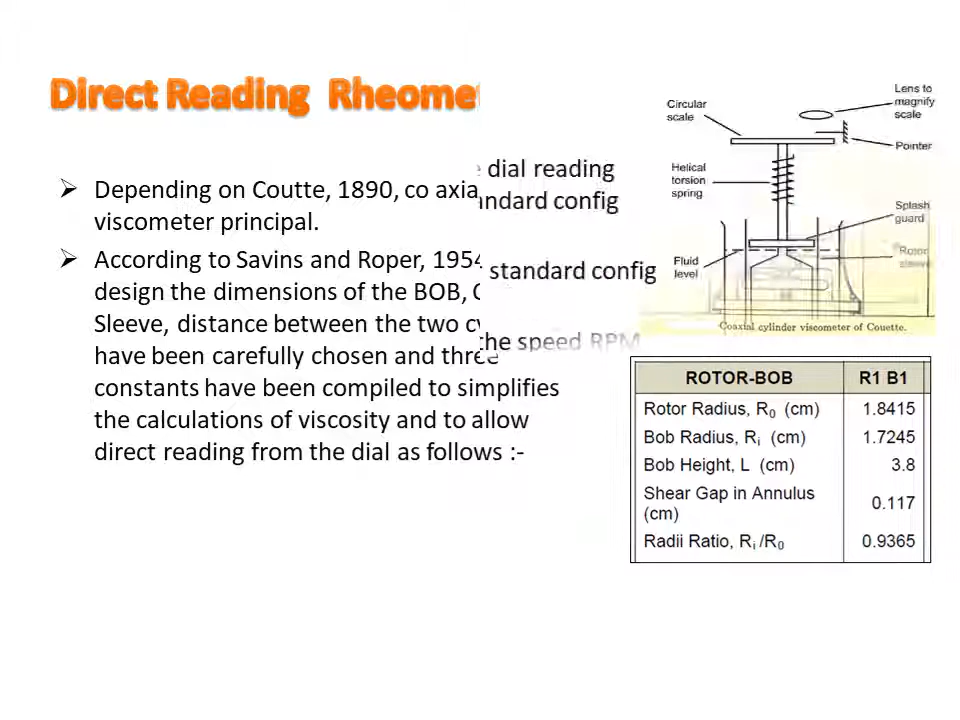 Direct Reading Rheome
Depending on Coutte, 1890, co axia
viscometer principal.
According to Savins and Roper, 1954
design the dimensions of the BOB,
Sleeve, distance between the two cy
have been carefully chosen and three
constants have been compiled to simplifies
the calculations of viscosity and to allow
direct reading from the dial as follows :-
dial reading
andard config
standard config
the speed RPM
Circular
scale
Lens to
magnify
scale
Pointer
Helical
torsion
spring
Splash
guard
Fluid
level
Rotor
sleeve
Coaxial cylinder viscometer of Couette.
ROTOR-BOB R1 B1
Rotor Radius, R0 (cm) 1.8415
Bob Radius, Ri (cm) 1.7245
Bob Height, L (cm) 3.8
Shear Gap in Annulus
(cm) 0.117
Radii Ratio, Ri /R0 0.9365